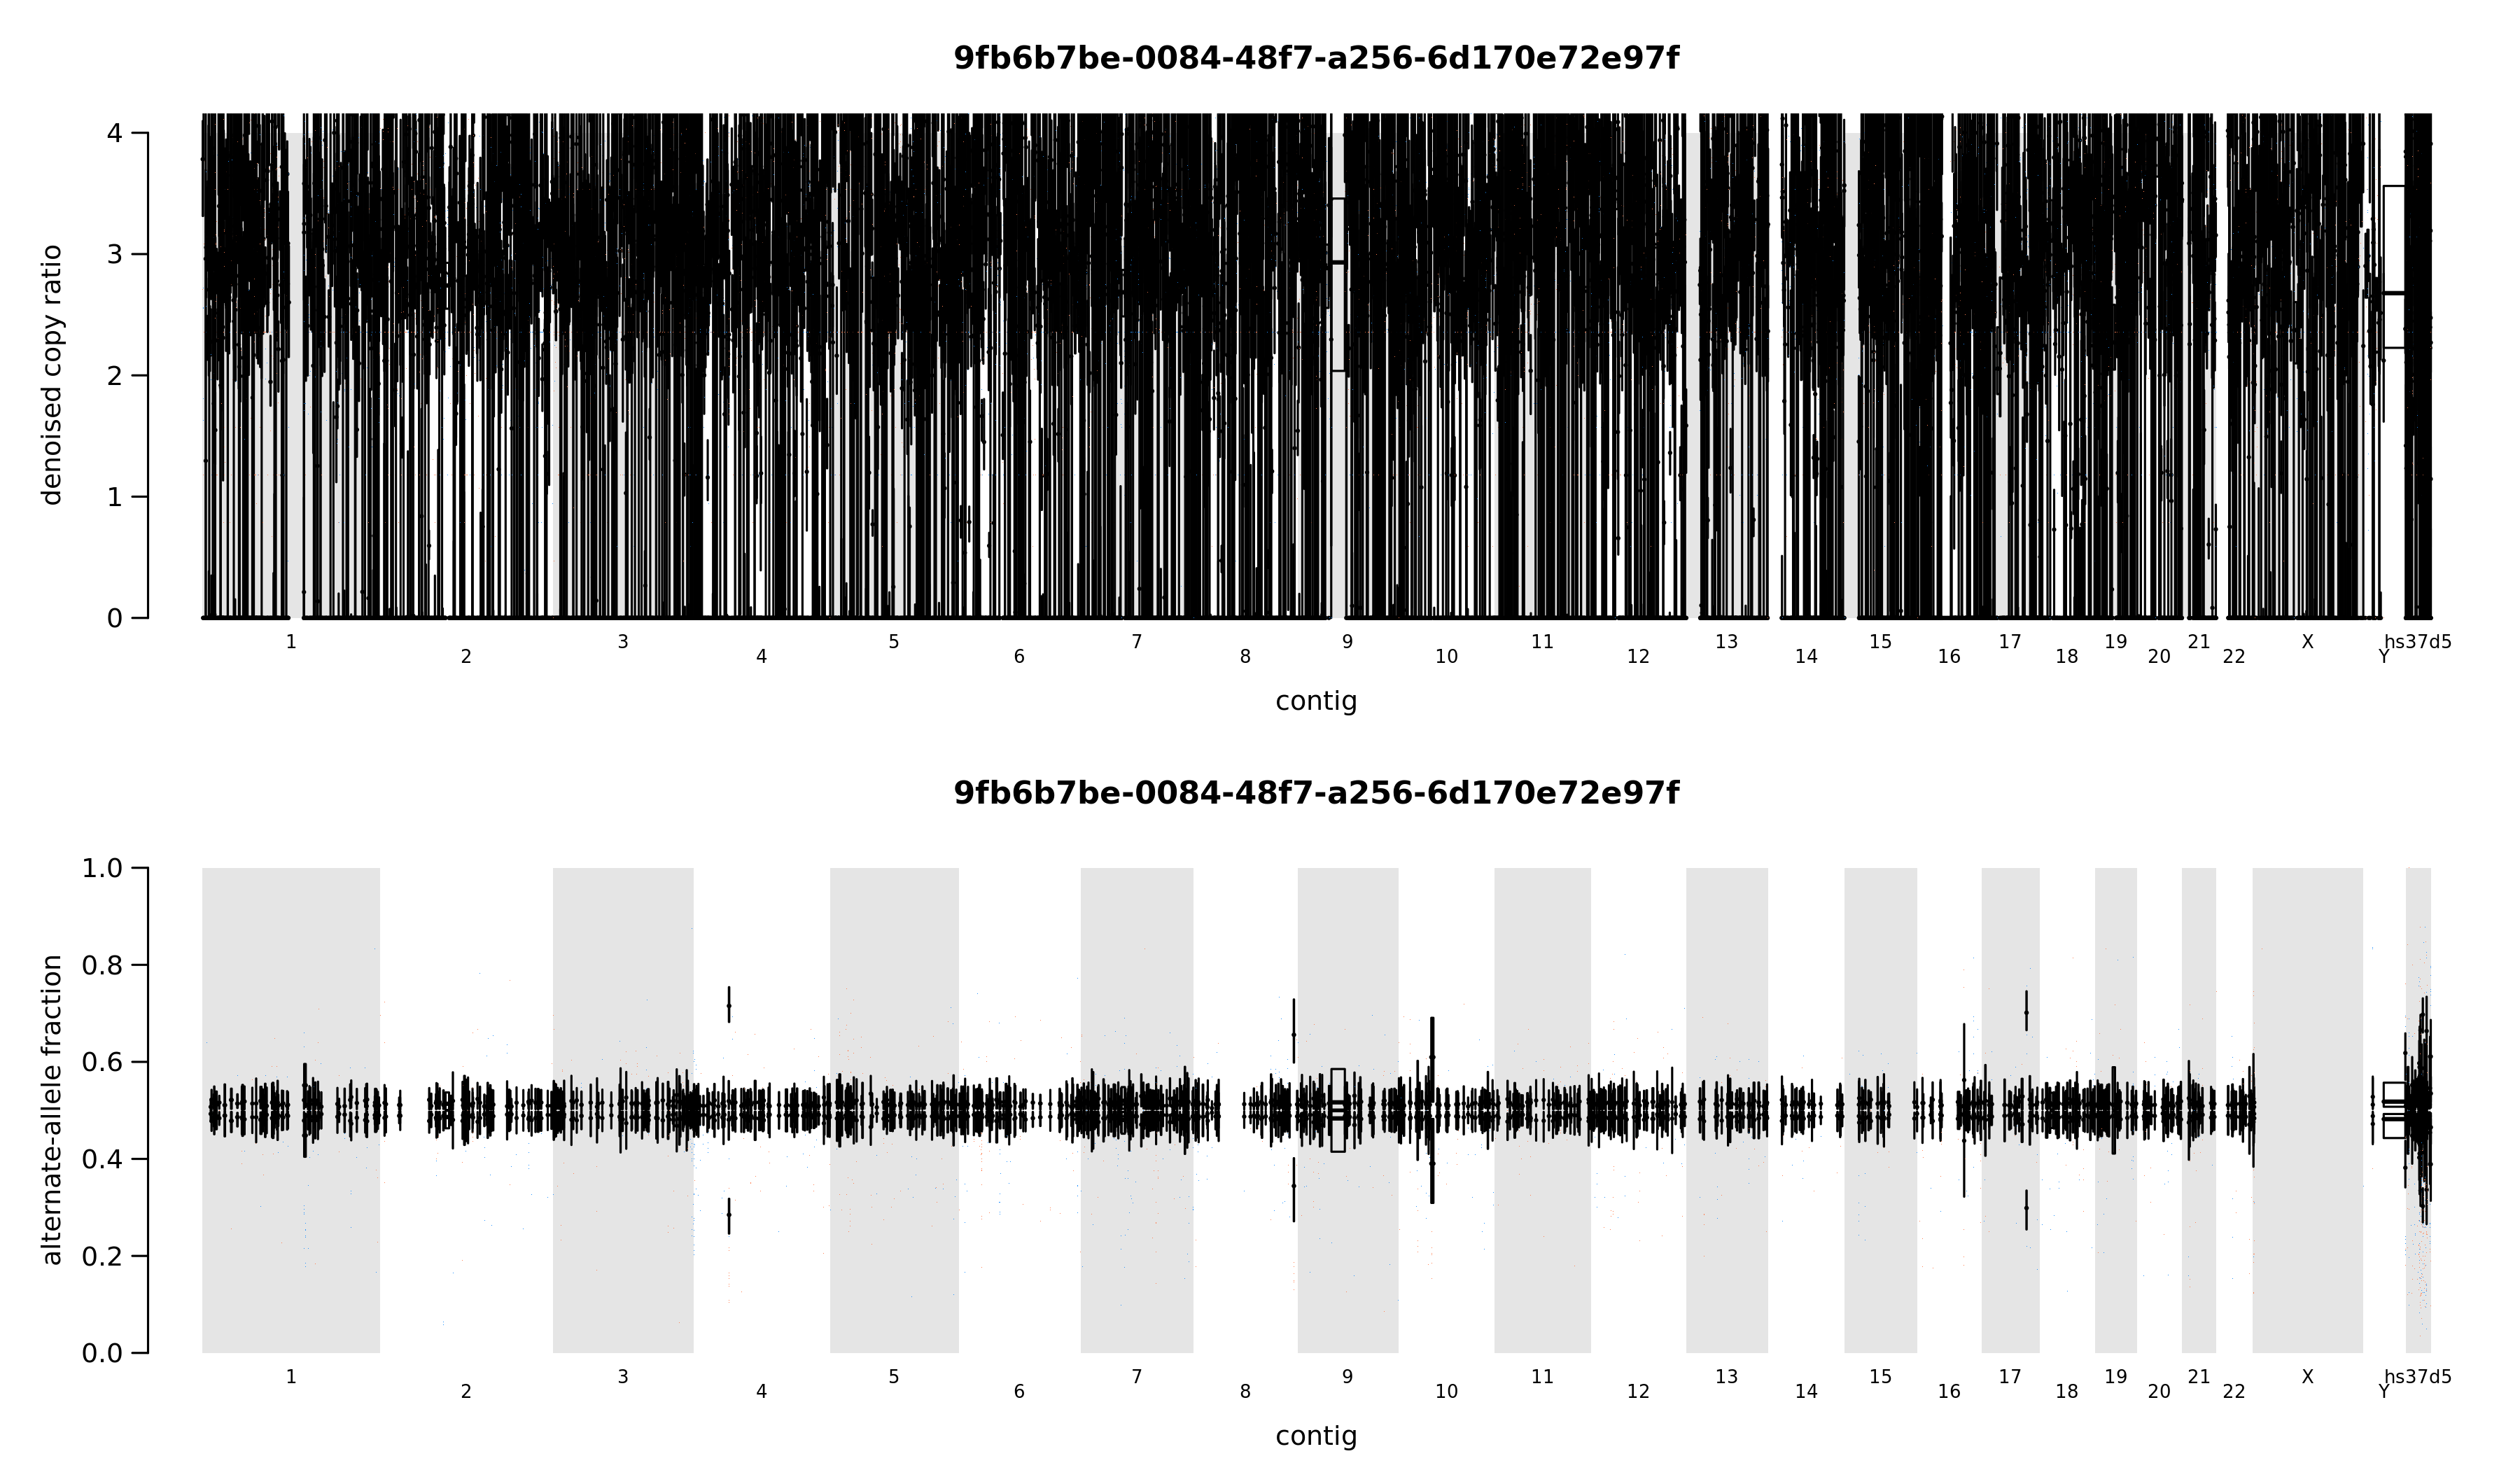 9fb6b7be-0084-48f7-a256-6d170e72e97f
denoised copy ratio
4
3
2
1
0
1 3 5 7 9 11 13 15 17 19 21 X hs37d5
2 4 6 8 10 12 14 16 18 20 22 Y
contig
9fb6b7be-0084-48f7-a256-6d170e72e97f
alternate-allele fraction
1.0
0.8
0.6
0.4
0.2
0.0
1 3 5 7 9 11 13 15 17 19 21 X hs37d5
2 4 6 8 10 12 14 16 18 20 22 Y
contig